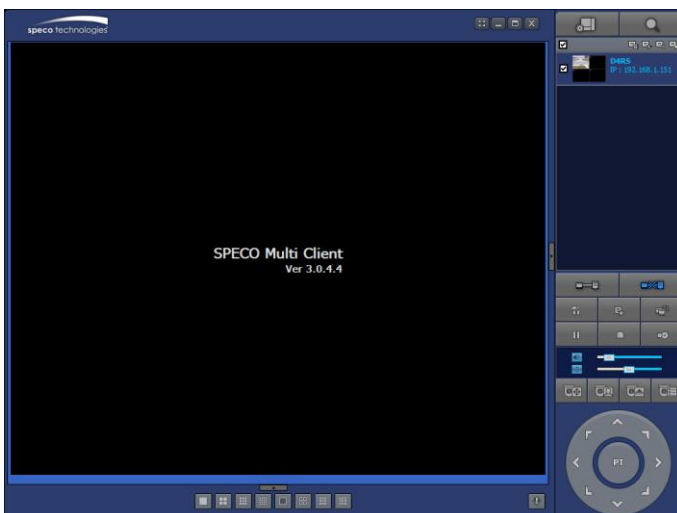 speco technologies
D4RS
IP : 192.168.1.151
SPECO Multi Client
Ver 3.0.4.4
PT